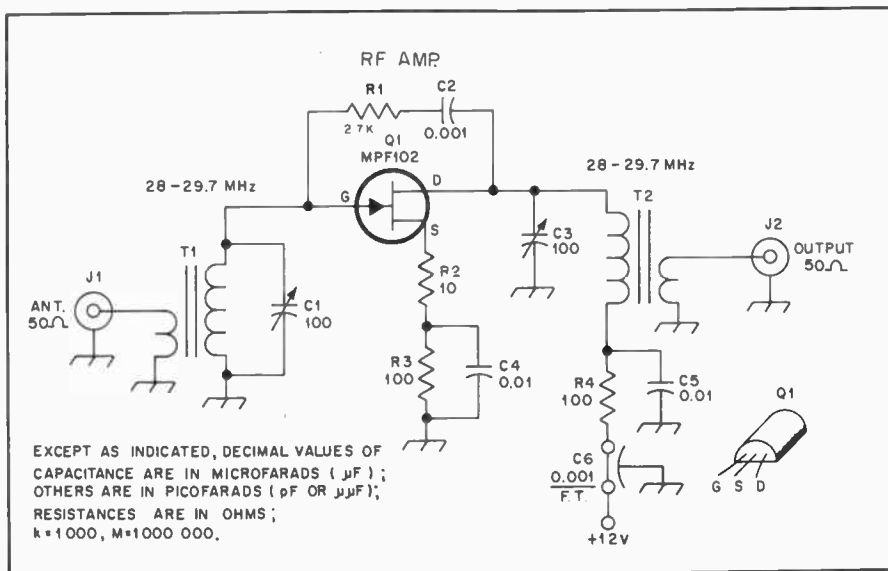 RF AMP.
R1
2.7K
C2
0.001
Q1
MPF102
28-29.7 MHz
28-29.7 MHz
G
D
S
T1
T2
J1
ANT.
50Ω
C1
100
R2
10
R3
100
C4
0.01
C3
100
J2
OUTPUT
50Ω
R4
100
C5
0.01
C6
0.001
F.T.
+12V
Q1
G S D
EXCEPT AS INDICATED, DECIMAL VALUES OF
CAPACITANCE ARE IN MICROFARADS (µF);
OTHERS ARE IN PICOFARADS (pF OR µµF);
RESISTANCES ARE IN OHMS;
k=1000, M=1000 000.